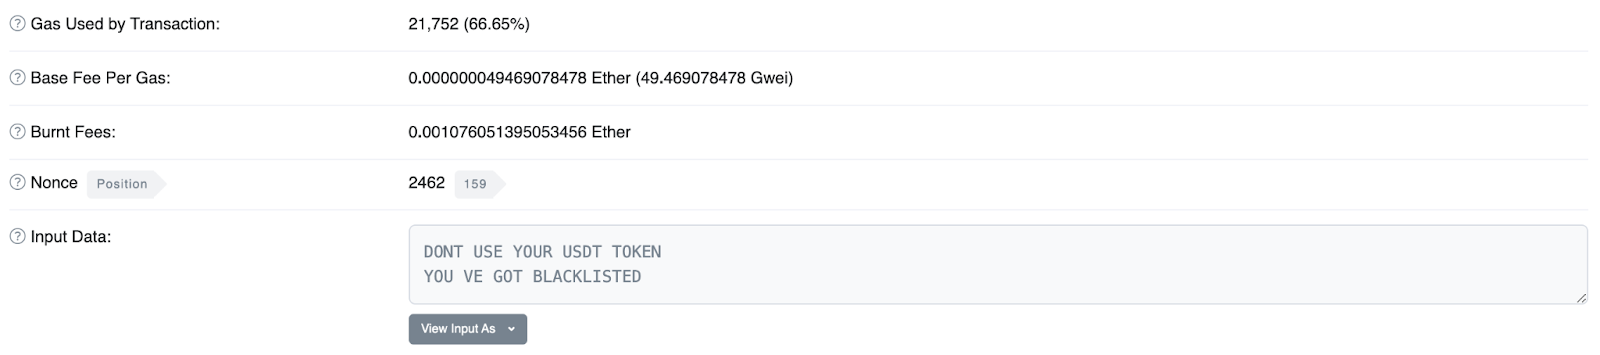 Gas Used by Transaction: 21,752 (66.65%)
Base Fee Per Gas: 0.000000049469078478 Ether (49.469078478 Gwei)
Burnt Fees: 0.001076051395053456 Ether
Nonce Position 2462 159
Input Data:
DONT USE YOUR USDT TOKEN
YOU VE GOT BLACKLISTED
View Input As